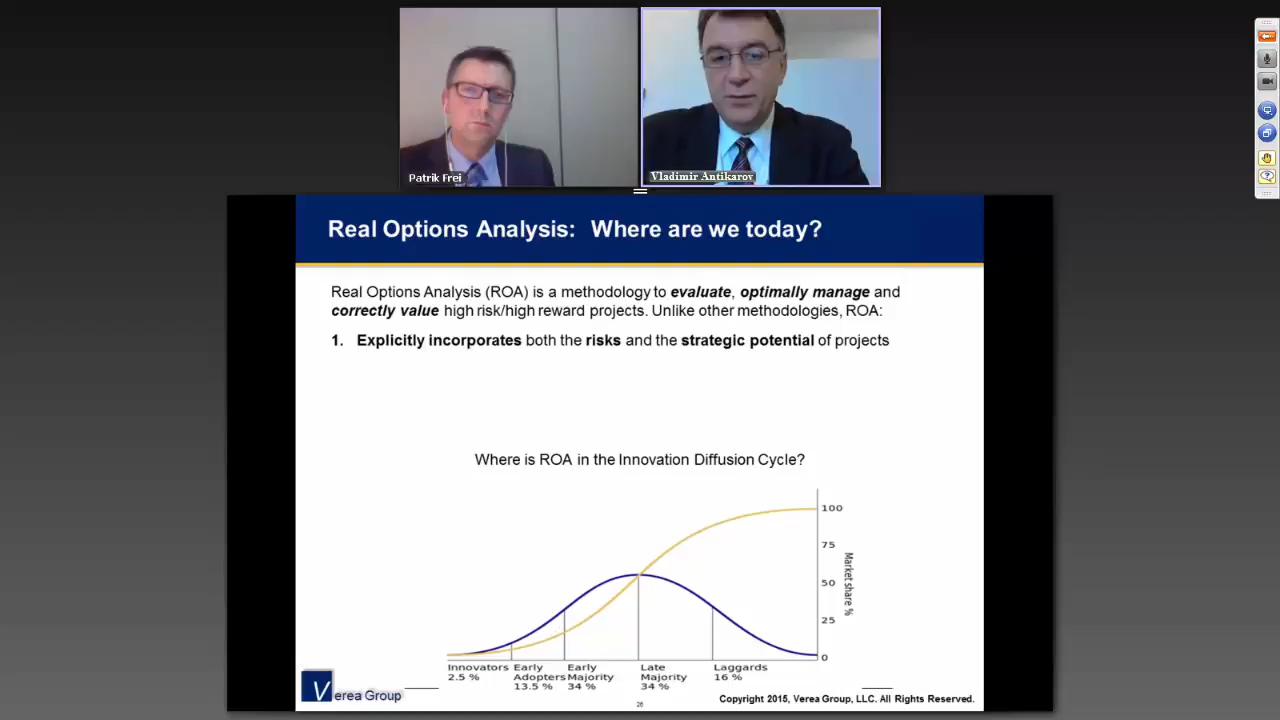 Patrik Frei
Vladimir Antikarov
Real Options Analysis: Where are we today?
Real Options Analysis (ROA) is a methodology to evaluate, optimally manage and
correctly value high risk/high reward projects. Unlike other methodologies, ROA:
1. Explicitly incorporates both the risks and the strategic potential of projects
Where is ROA in the Innovation Diffusion Cycle?
100
75
50
25
0
Market share %
Innovators
2.5 %
Early
Adopters
13.5 %
Early
Majority
34 %
Late
Majority
34 %
Laggards
16 %
Verea Group
26
Copyright 2015, Verea Group, LLC. All Rights Reserved.